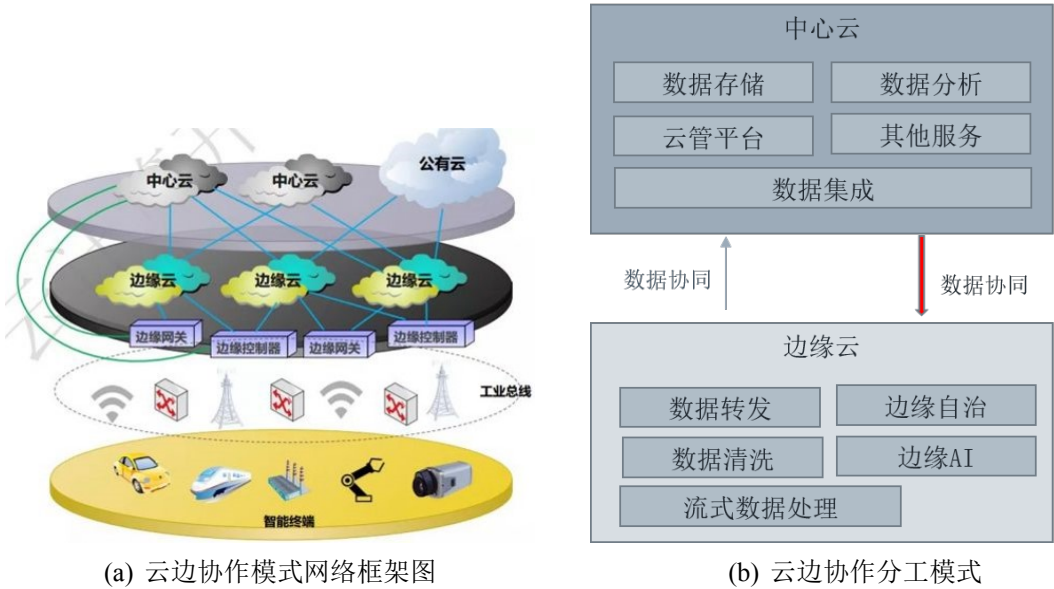 中心云
中心云
公有云
边缘云
边缘云
边缘云
边缘网关
边缘控制器
边缘网关
边缘控制器
工业总线
智能终端
(a) 云边协作模式网络框架图
中心云
数据存储
数据分析
云管平台
其他服务
数据集成
数据协同
数据协同
边缘云
数据转发
边缘自治
数据清洗
边缘AI
流式数据处理
(b) 云边协作分工模式